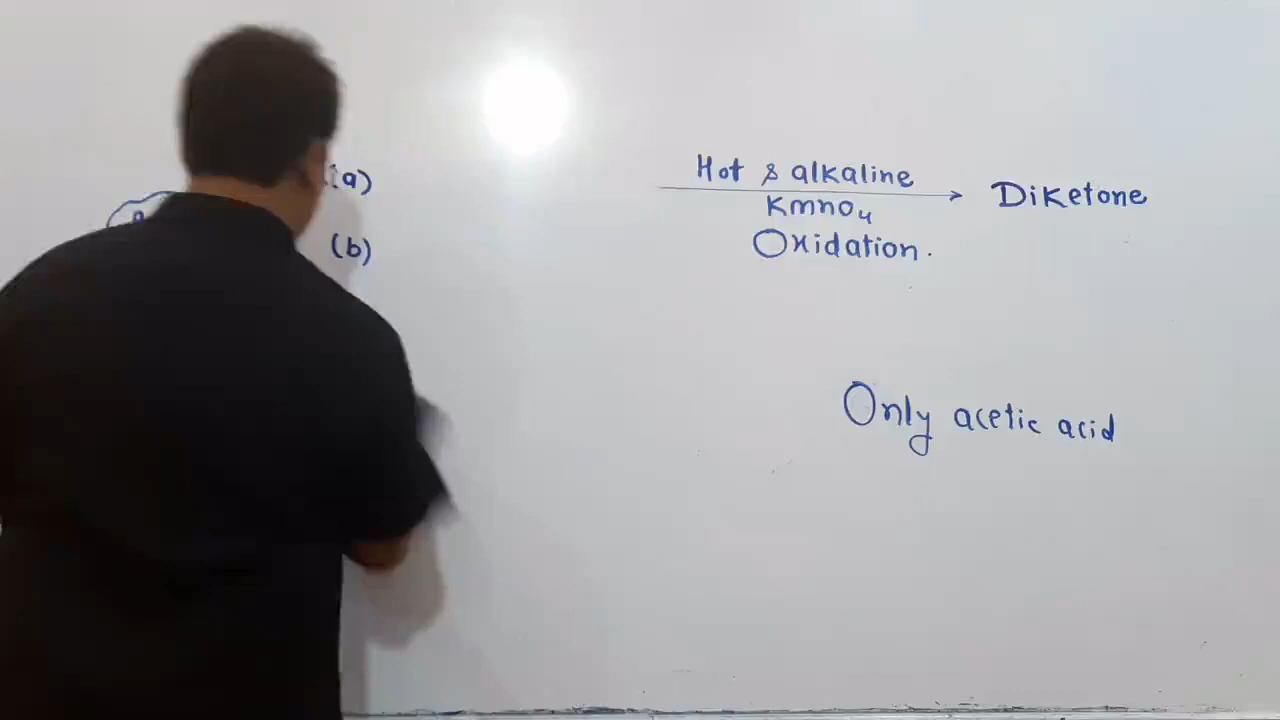 (a)
(b)
Hot & alkaline
KMnO4
Oxidation.
Diketone
Only acetic acid